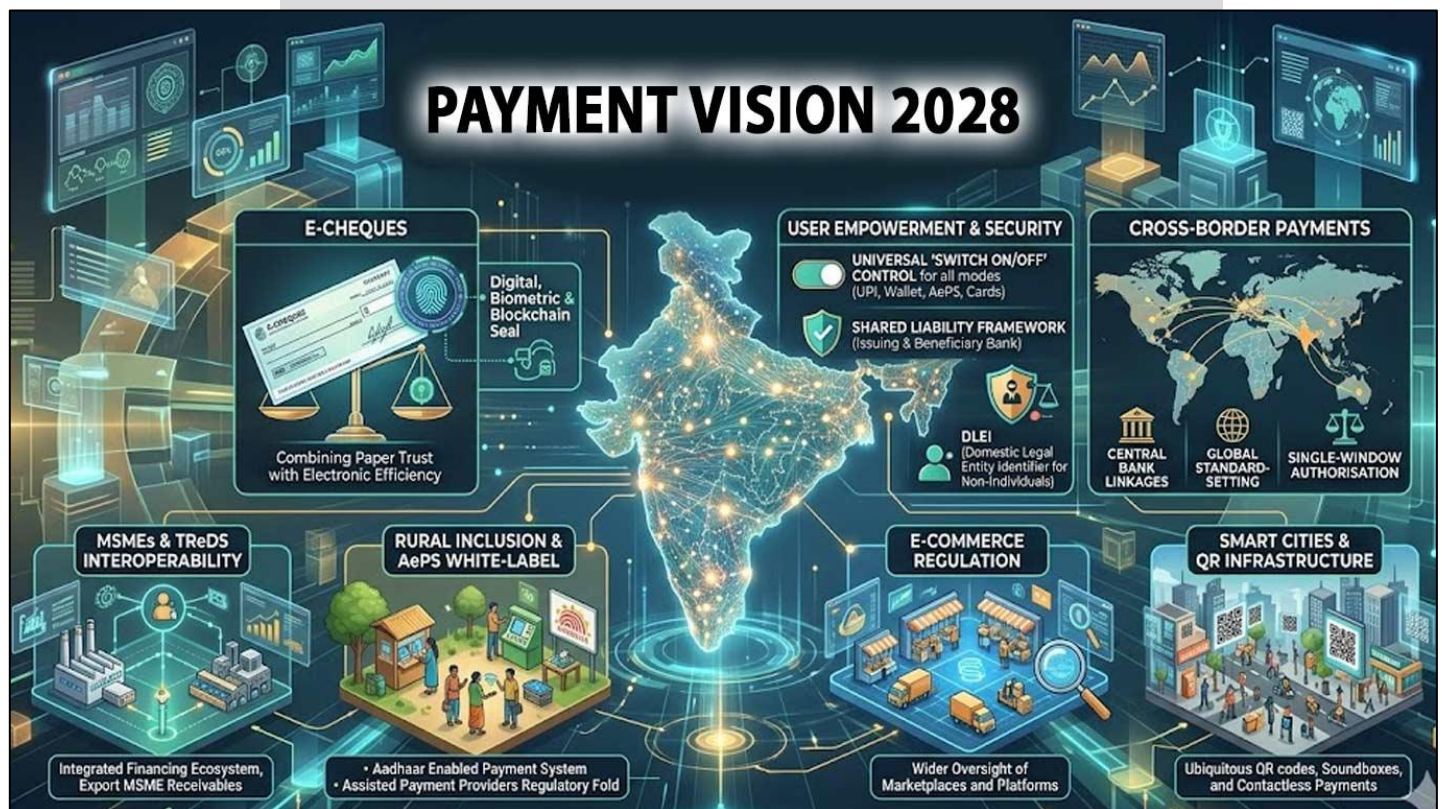 PAYMENT VISION 2028
E-CHEQUES
E-CHEQUES
Digital,
Biometric &
Blockchain
Seal
Combining Paper Trust
with Electronic Efficiency
USER EMPOWERMENT & SECURITY
UNIVERSAL 'SWITCH ON/OFF'
CONTROL for all modes
(UPI, Wallet, AePS, Cards)
SHARED LIABILITY FRAMEWORK
(Issuing & Beneficiary Bank)
DLEI
(Domestic Legal
Entity Identifier for
Non-Individuals)
CROSS-BORDER PAYMENTS
CENTRAL
BANK
LINKAGES
GLOBAL
STANDARD-
SETTING
SINGLE-WINDOW
AUTHORISATION
MSMEs & TReDS
INTEROPERABILITY
Integrated Financing Ecosystem,
Export MSME Receivables
RURAL INCLUSION &
AePS WHITE-LABEL
• Aadhaar Enabled Payment System
• Assisted Payment Providers Regulatory Fold
E-COMMERCE
REGULATION
Wider Oversight of
Marketplaces and Platforms
SMART CITIES &
QR INFRASTRUCTURE
Ubiquitous QR codes, Soundboxes,
and Contactless Payments